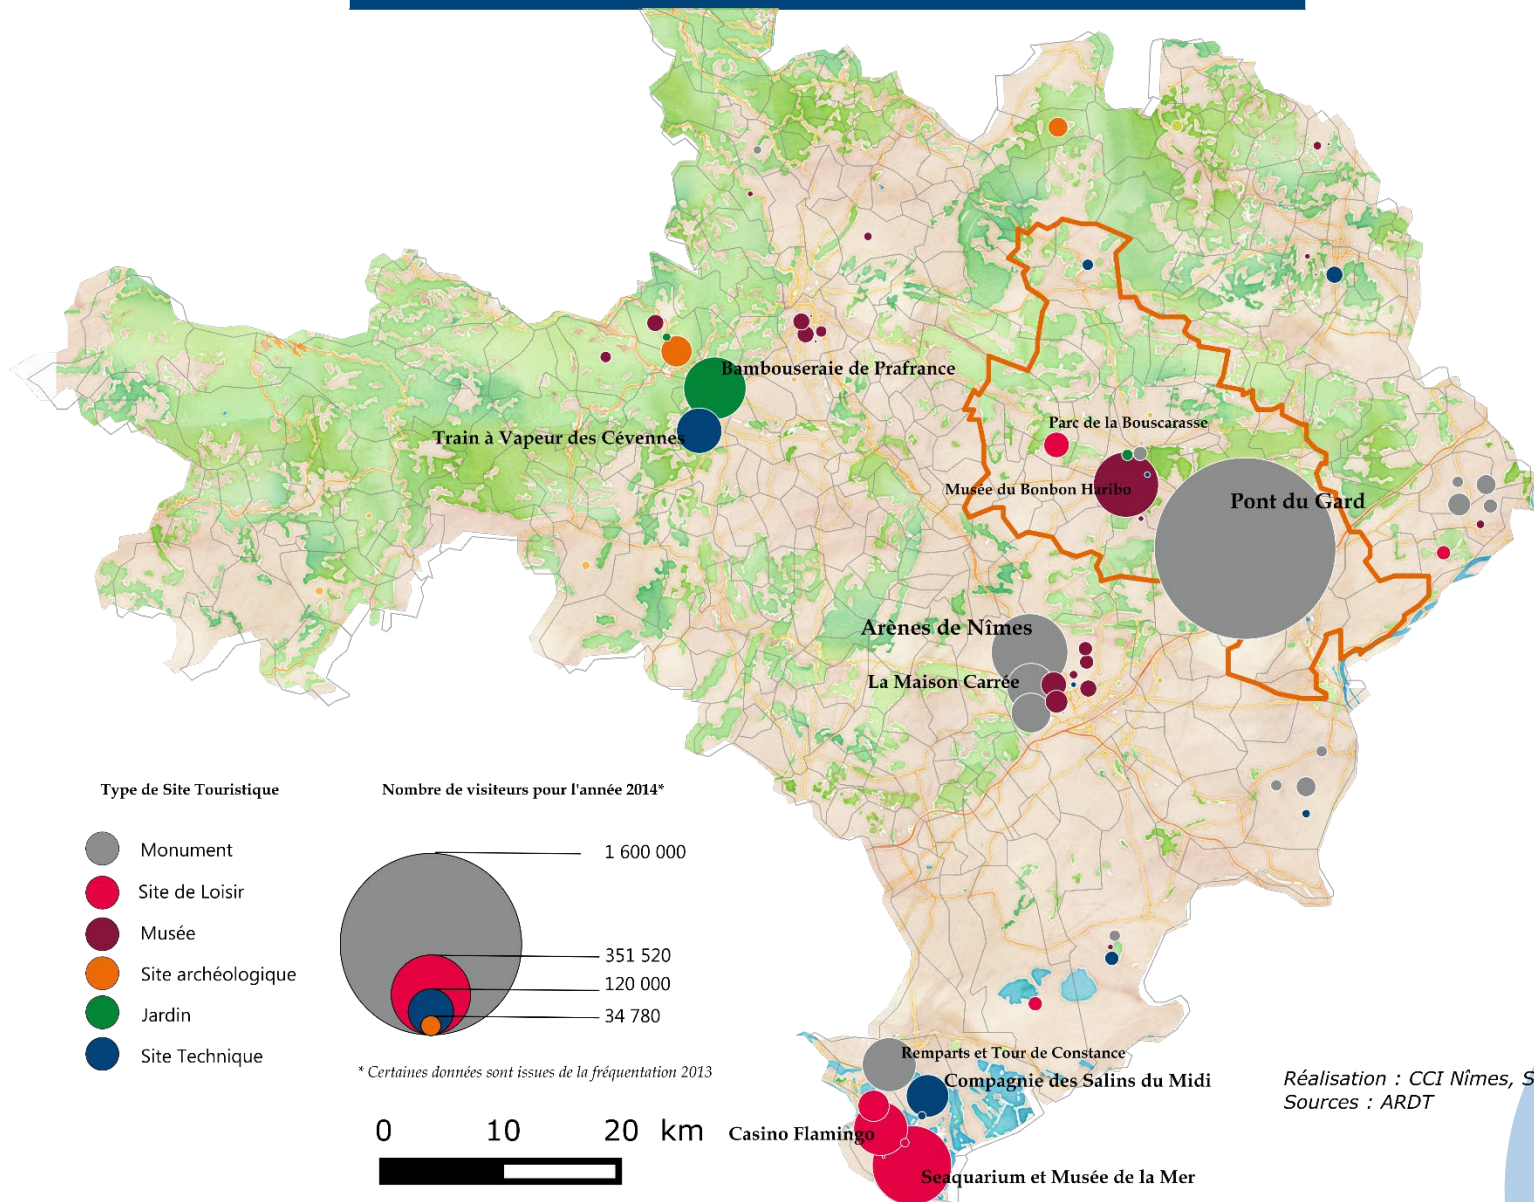 Bambouseraie de Prafrance
Parc de la Bouscarasse
Train à Vapeur des Cévennes
Musée du Bonbon Haribo
Pont du Gard
Arènes de Nîmes
La Maison Carrée
Type de Site Touristique
Monument
Site de Loisir
Musée
Site archéologique
Jardin
Site Technique
Nombre de visiteurs pour l'année 2014*
1 600 000
351 520
120 000
34 780
* Certaines données sont issues de la fréquentation 2013
0 10 20 km
Remparts et Tour de Constance
Compagnie des Salins du Midi
Casino Flamingo
Seaquarium et Musée de la Mer
Réalisation : CCI Nîmes, S
Sources : ARDT